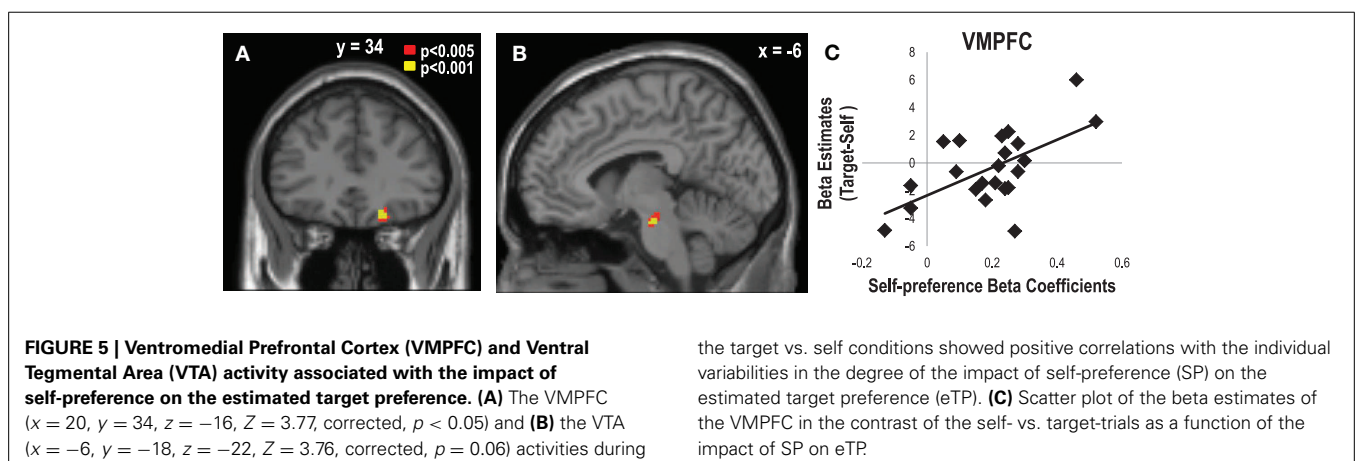 A
y = 34
p<0.005
p<0.001
B
x = -6
C
VMPFC
Beta Estimates
(Target-Self )
8
6
4
2
0
-2
-4
-6
-0.2
0
0.2
0.4
0.6
Self-preference Beta Coefficients
FIGURE 5 | Ventromedial Prefrontal Cortex (VMPFC) and Ventral
Tegmental Area (VTA) activity associated with the impact of
self-preference on the estimated target preference. (A) The VMPFC
(x = 20, y = 34, z = −16, Z = 3.77, corrected, p < 0.05) and (B) the VTA
(x = −6, y = −18, z = −22, Z = 3.76, corrected, p = 0.06) activities during
the target vs. self conditions showed positive correlations with the individual
variabilities in the degree of the impact of self-preference (SP) on the
estimated target preference (eTP). (C) Scatter plot of the beta estimates of
the VMPFC in the contrast of the self- vs. target-trials as a function of the
impact of SP on eTP.